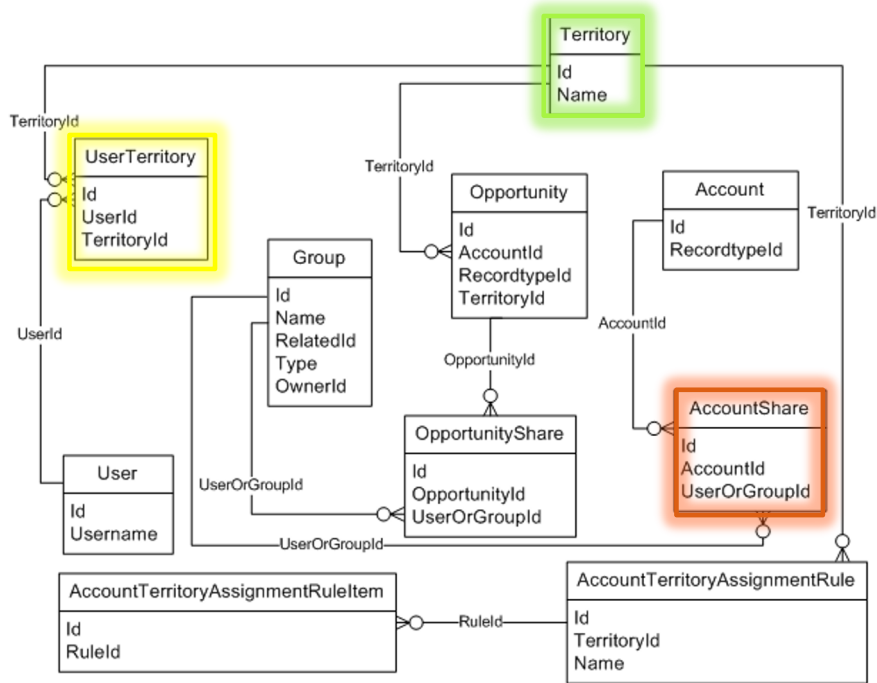 Territory
Id
Name
TerritoryId
UserTerritory
Id
UserId
TerritoryId
TerritoryId
Opportunity
Id
AccountId
RecordtypeId
TerritoryId
Account
Id
RecordtypeId
TerritoryId
Group
Id
Name
RelatedId
Type
OwnerId
UserId
AccountId
OpportunityId
AccountShare
Id
AccountId
UserOrGroupId
OpportunityShare
Id
OpportunityId
UserOrGroupId
User
Id
Username
UserOrGroupId
UserOrGroupId
AccountTerritoryAssignmentRuleItem
Id
RuleId
RuleId
AccountTerritoryAssignmentRule
Id
TerritoryId
Name